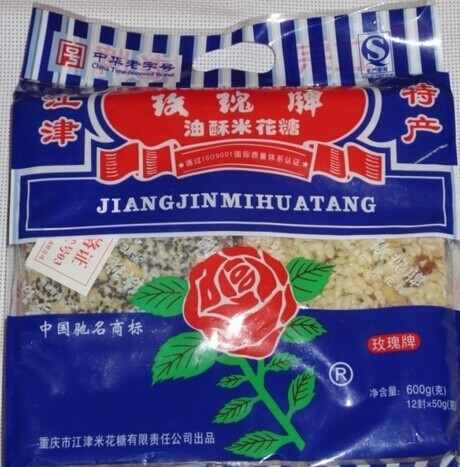 中华老字号
China Time-honored Brand
江津
特产
玫瑰牌
油酥米花糖
★通过ISO9001国际质量体系认证★
JIANGJINMIHUATANG
中国驰名商标
®
玫瑰牌
净含量: 600g(克)
12封×50g(克)
重庆市江津米花糖有限责任公司出品